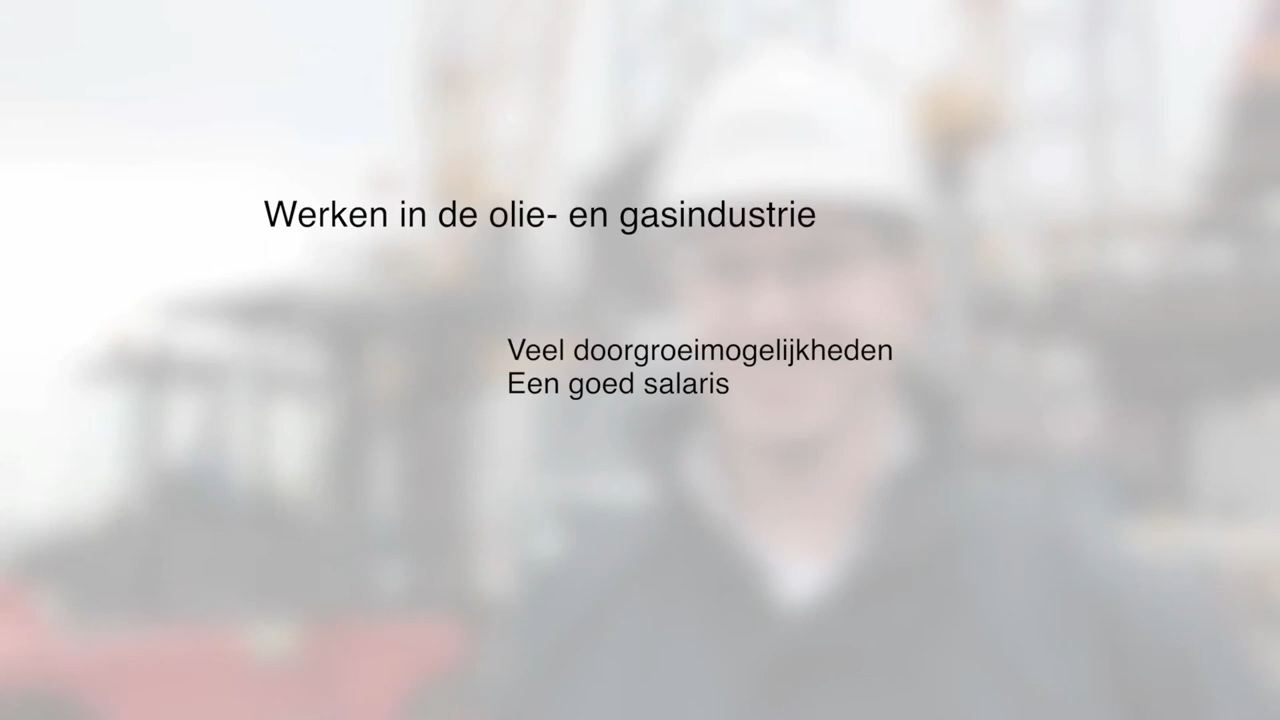 Werken in de olie- en gasindustrie
Veel doorgroeimogelijkheden
Een goed salaris